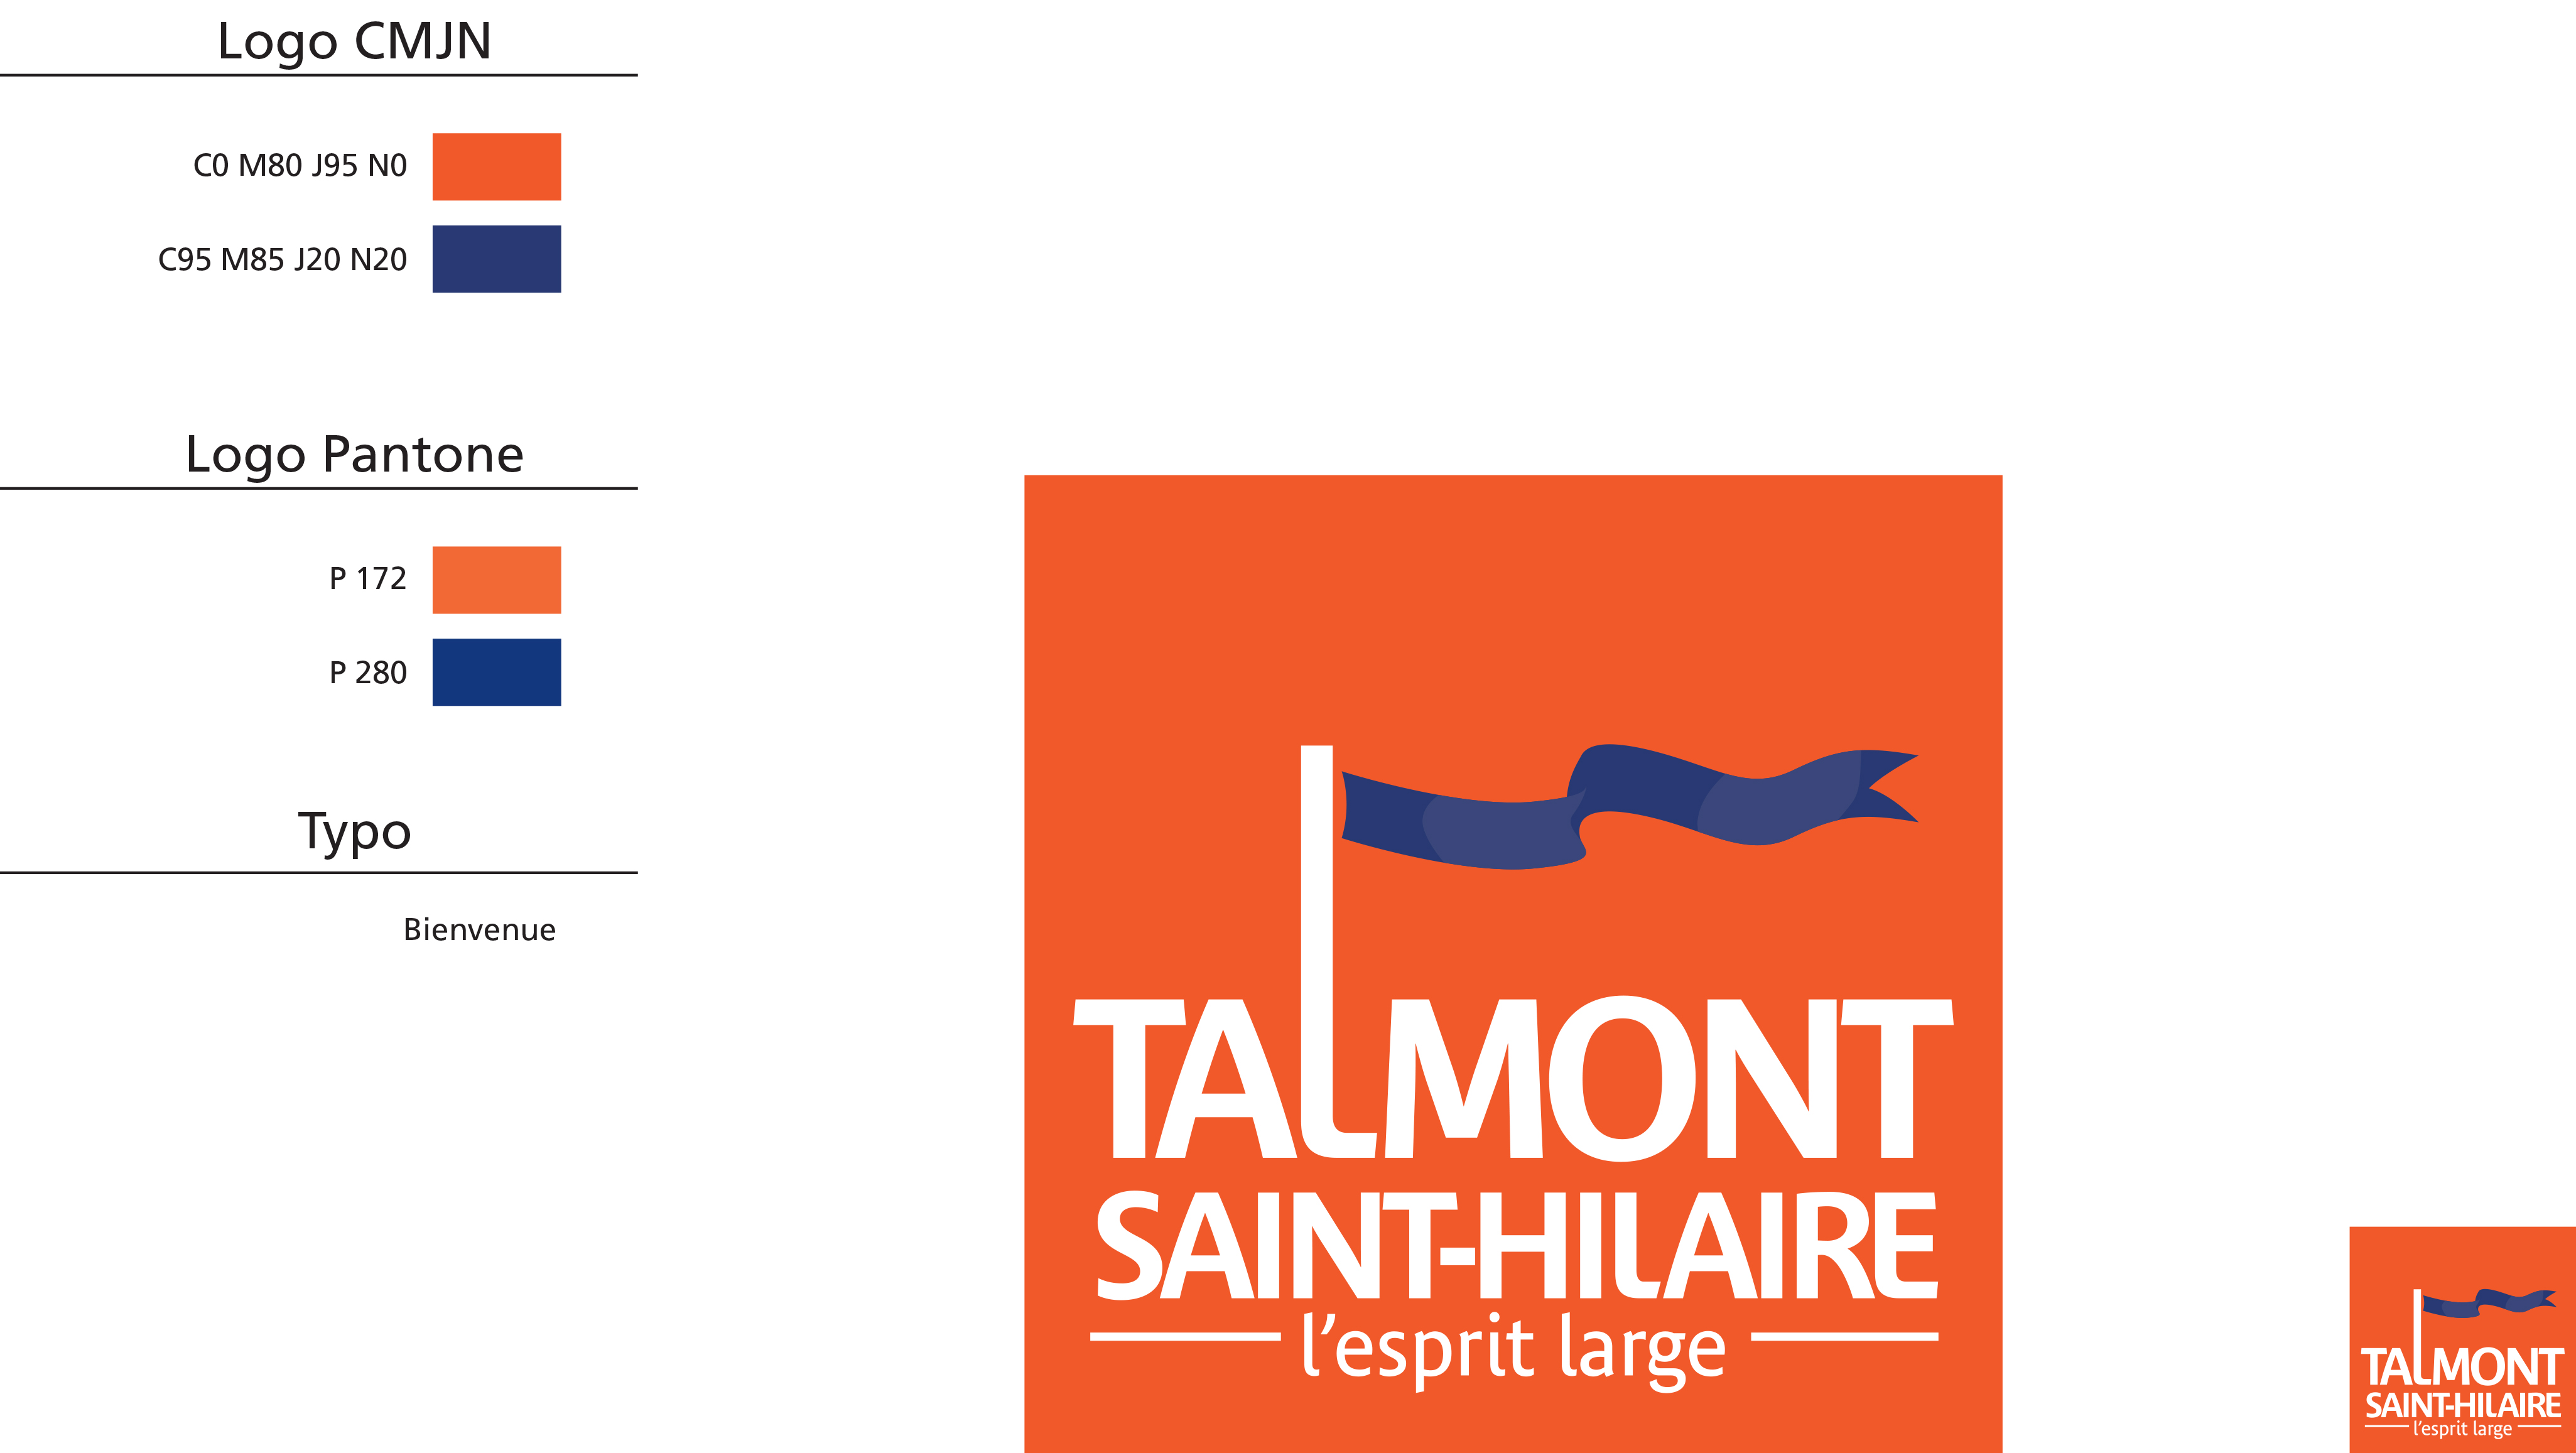 Logo CMJN
C0 M80 J95 N0
C95 M85 J20 N20
Logo Pantone
P 172
P 280
Typo
Bienvenue
TALMONT
SAINT-HILAIRE
l’esprit large
TALMONT
SAINT-HILAIRE
l’esprit large